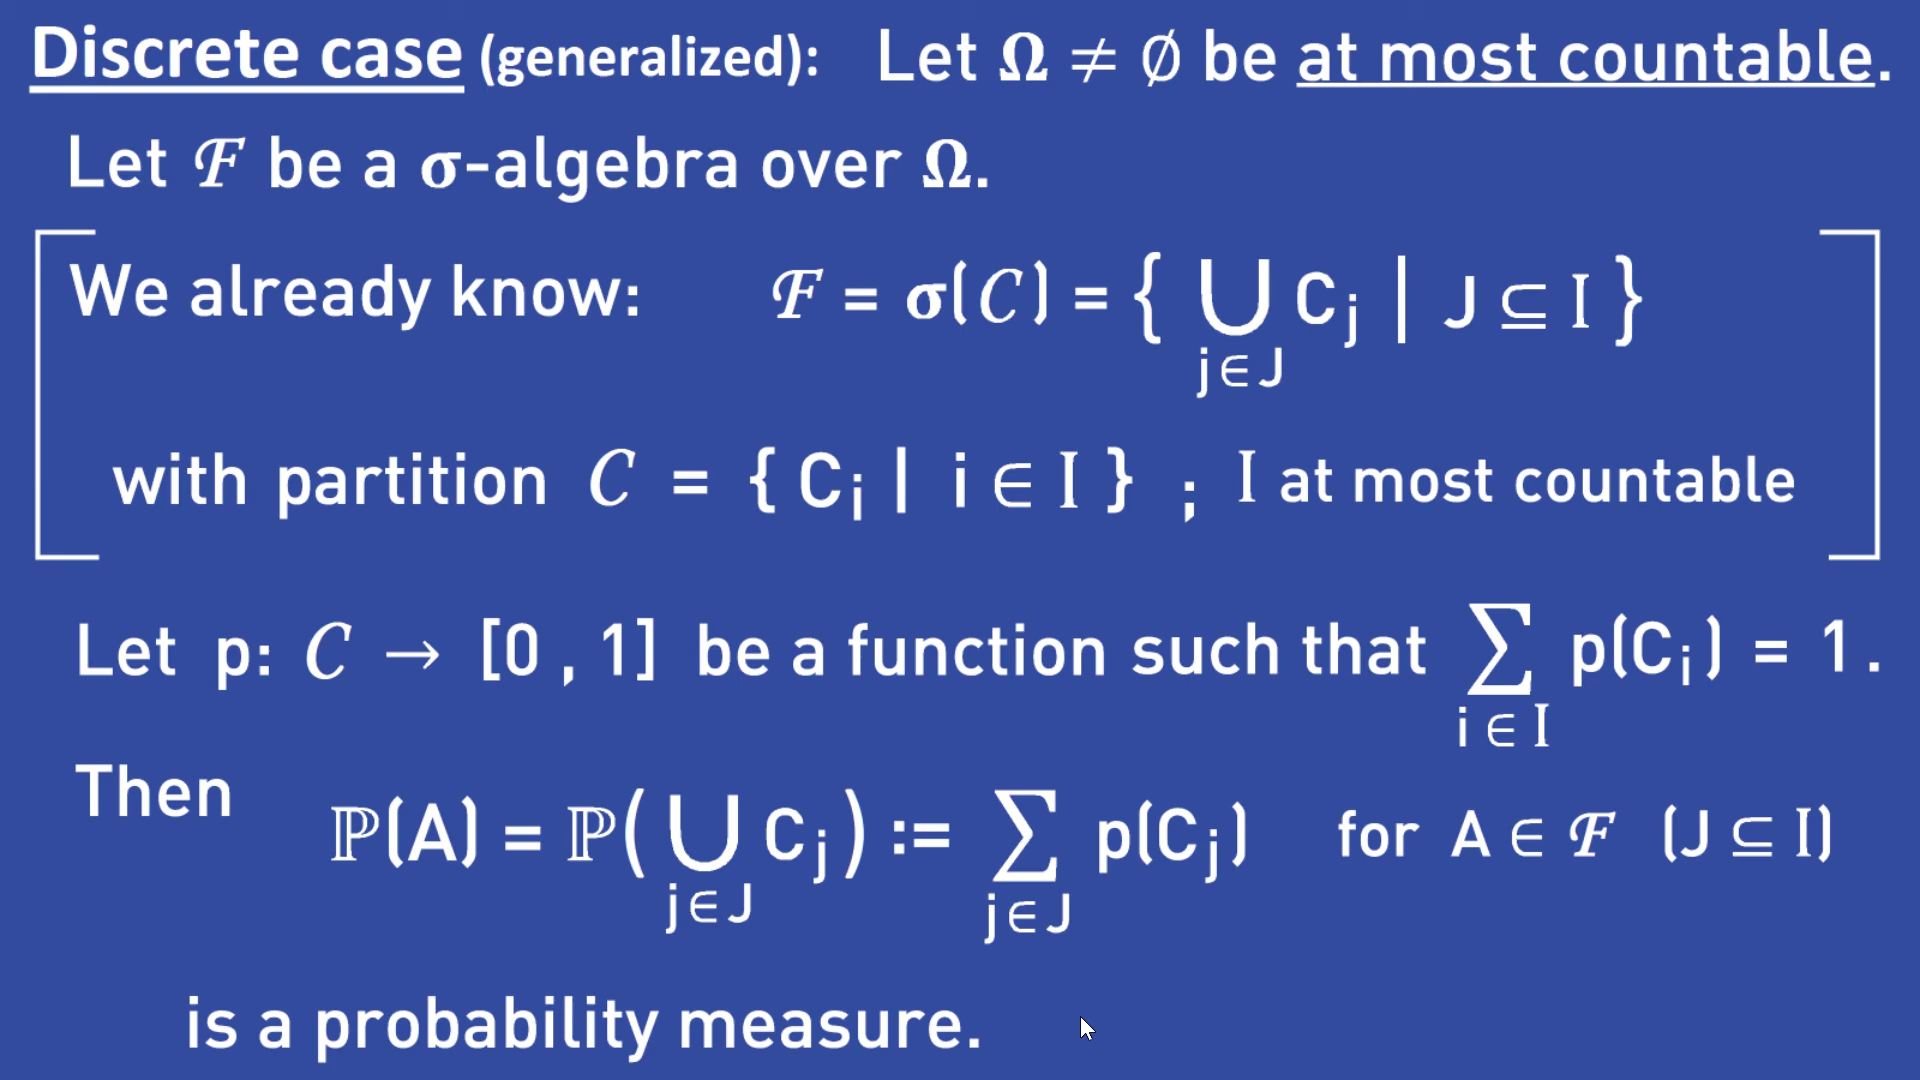 Discrete case (generalized): Let Ω ≠ ∅ be at most countable.
Let ℱ be a σ-algebra over Ω.
We already know: ℱ = σ(𝒞) = { ⋃_{j∈J} C_j | J ⊆ I }
with partition 𝒞 = { C_i | i ∈ I } ; I at most countable
Let p: 𝒞 → [0 , 1] be a function such that ∑_{i∈I} p(C_i) = 1.
Then
ℙ(A) = ℙ( ⋃_{j∈J} C_j ) := ∑_{j∈J} p(C_j) for A ∈ ℱ (J ⊆ I)
is a probability measure.